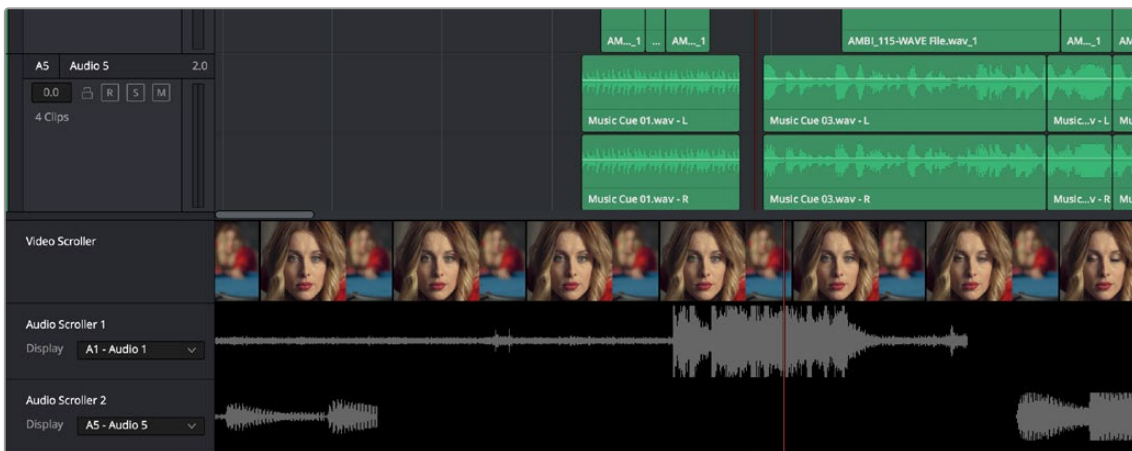 AM..._1 ... AM..._1 AMBI_115-WAVE File.wav_1 AM..._1 AM
A5 Audio 5 2.0
0.0 R S M
4 Clips
Music Cue 01.wav - L Music Cue 03.wav - L Music...v - L Mu
Music Cue 01.wav - R Music Cue 03.wav - R Music...v - R Mu
Video Scroller
Audio Scroller 1
Display A1 - Audio 1
Audio Scroller 2
Display A5 - Audio 5